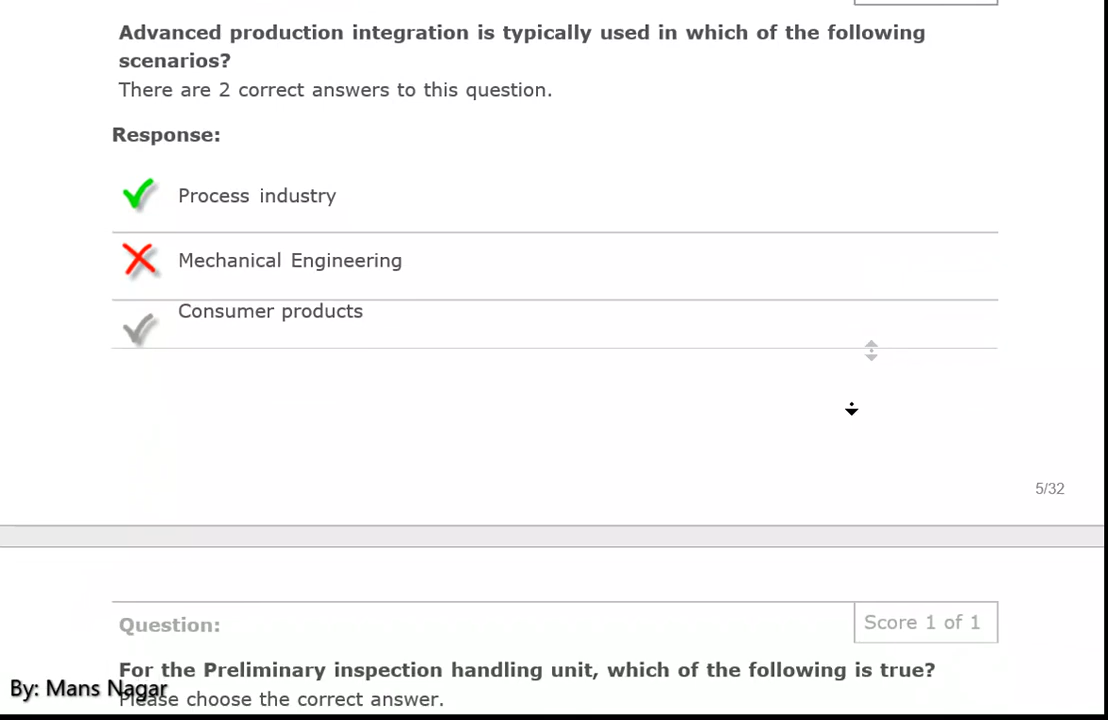 Advanced production integration is typically used in which of the following
scenarios?
There are 2 correct answers to this question.
Response:
Process industry
Mechanical Engineering
Consumer products
5/32
Question:
Score 1 of 1
For the Preliminary inspection handling unit, which of the following is true?
Please choose the correct answer.
By: Mans Nagar